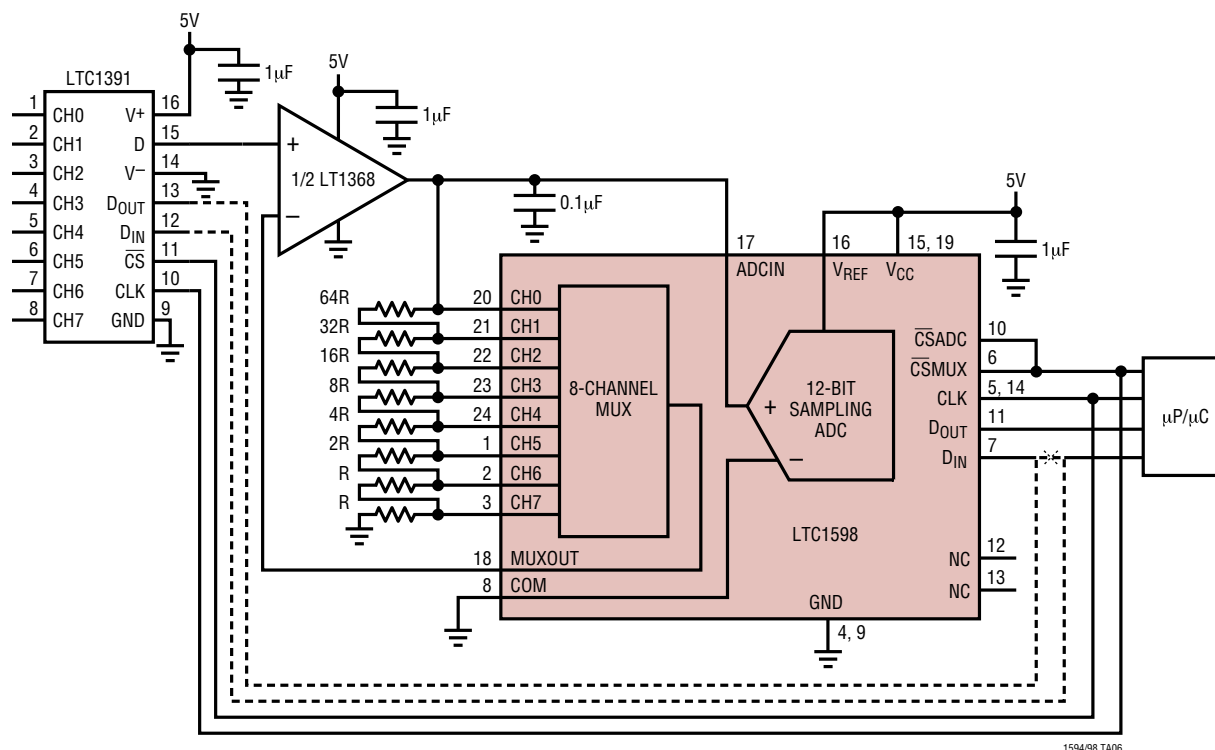 5V
1µF
LTC1391
1 CH0 V+ 16
2 CH1 D 15
3 CH2 V– 14
4 CH3 DOUT 13
5 CH4 DIN 12
6 CH5 CS 11
7 CH6 CLK 10
8 CH7 GND 9
5V
1µF
+
1/2 LT1368
–
0.1µF
5V
1µF
17 ADCIN
16 VREF
15, 19 VCC
64R 20 CH0
32R 21 CH1
16R 22 CH2
8R 23 CH3
4R 24 CH4
2R 1 CH5
R 2 CH6
R 3 CH7
18 MUXOUT
8 COM
8-CHANNEL
MUX
+
12-BIT
SAMPLING
ADC
–
LTC1598
CSADC 10
CSMUX 6
CLK 5, 14
DOUT 11
DIN 7
NC 12
NC 13
GND
4, 9
µP/µC
1594/98 TA06